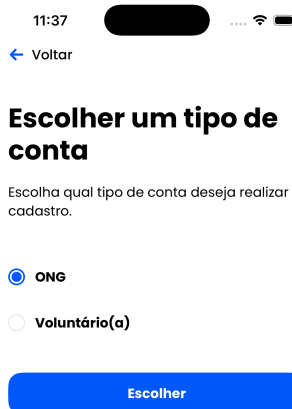 11:37
Voltar
Escolher um tipo de
conta
Escolha qual tipo de conta deseja realizar
cadastro.
ONG
Voluntário(a)
Escolher